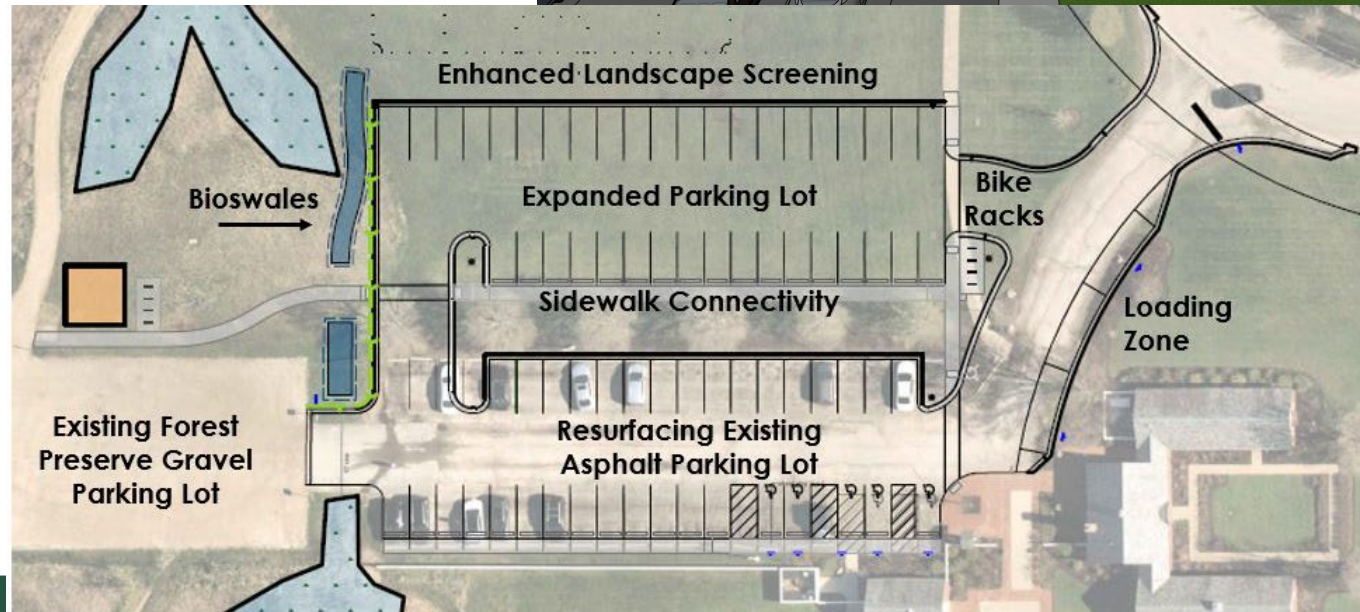 Enhanced Landscape Screening
Bioswales
Expanded Parking Lot
Bike
Racks
Sidewalk Connectivity
Loading
Zone
Existing Forest
Preserve Gravel
Parking Lot
Resurfacing Existing
Asphalt Parking Lot